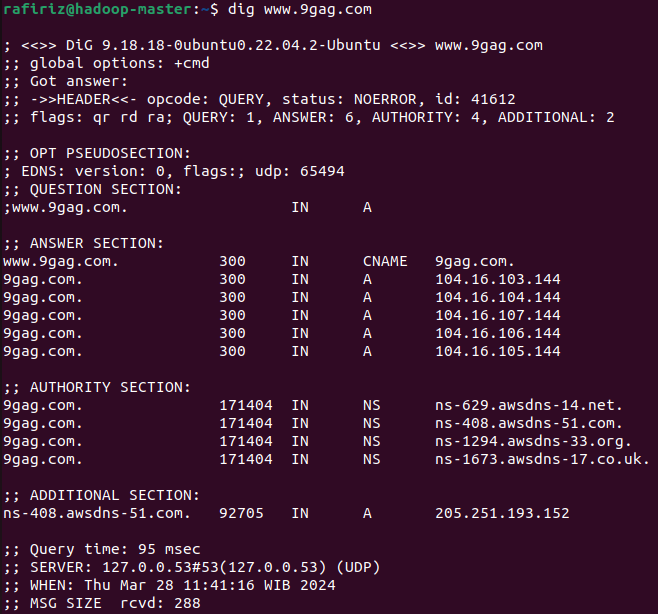 rafiriz@hadoop-master:~$ dig www.9gag.com
; <<>> DiG 9.18.18-0ubuntu0.22.04.2-Ubuntu <<>> www.9gag.com
;; global options: +cmd
;; Got answer:
;; ->>HEADER<<- opcode: QUERY, status: NOERROR, id: 41612
;; flags: qr rd ra; QUERY: 1, ANSWER: 6, AUTHORITY: 4, ADDITIONAL: 2
;; OPT PSEUDOSECTION:
; EDNS: version: 0, flags:; udp: 65494
;; QUESTION SECTION:
;www.9gag.com. IN A
;; ANSWER SECTION:
www.9gag.com. 300 IN CNAME 9gag.com.
9gag.com. 300 IN A 104.16.103.144
9gag.com. 300 IN A 104.16.104.144
9gag.com. 300 IN A 104.16.107.144
9gag.com. 300 IN A 104.16.106.144
9gag.com. 300 IN A 104.16.105.144
;; AUTHORITY SECTION:
9gag.com. 171404 IN NS ns-629.awsdns-14.net.
9gag.com. 171404 IN NS ns-408.awsdns-51.com.
9gag.com. 171404 IN NS ns-1294.awsdns-33.org.
9gag.com. 171404 IN NS ns-1673.awsdns-17.co.uk.
;; ADDITIONAL SECTION:
ns-408.awsdns-51.com. 92705 IN A 205.251.193.152
;; Query time: 95 msec
;; SERVER: 127.0.0.53#53(127.0.0.53) (UDP)
;; WHEN: Thu Mar 28 11:41:16 WIB 2024
;; MSG SIZE rcvd: 288